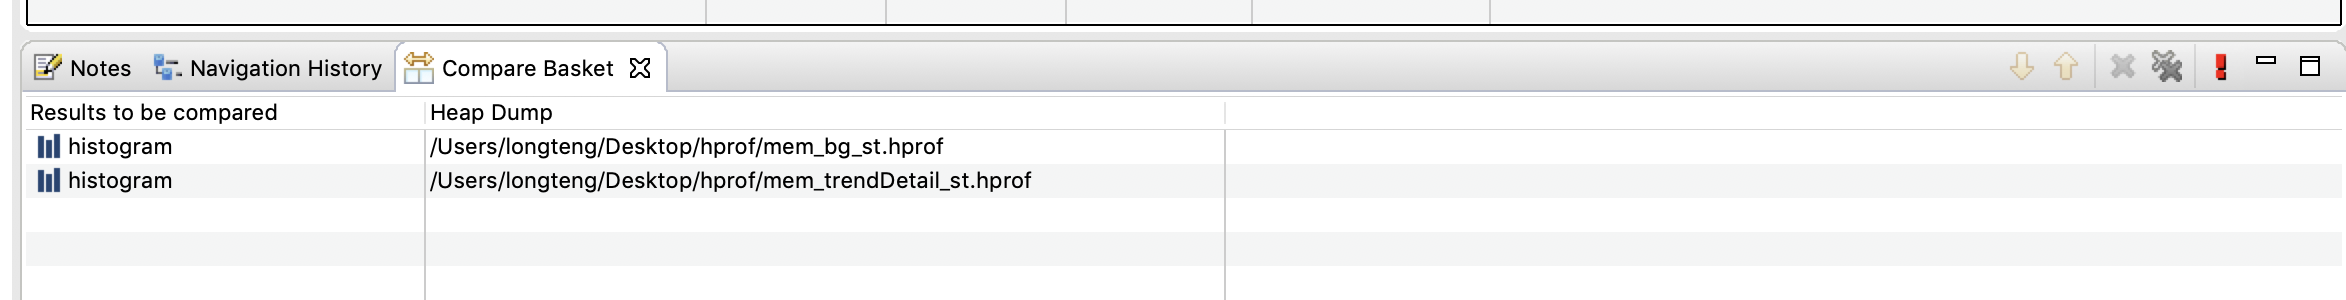 Notes Navigation History Compare Basket
Results to be compared Heap Dump
histogram /Users/longteng/Desktop/hprof/mem_bg_st.hprof
histogram /Users/longteng/Desktop/hprof/mem_trendDetail_st.hprof